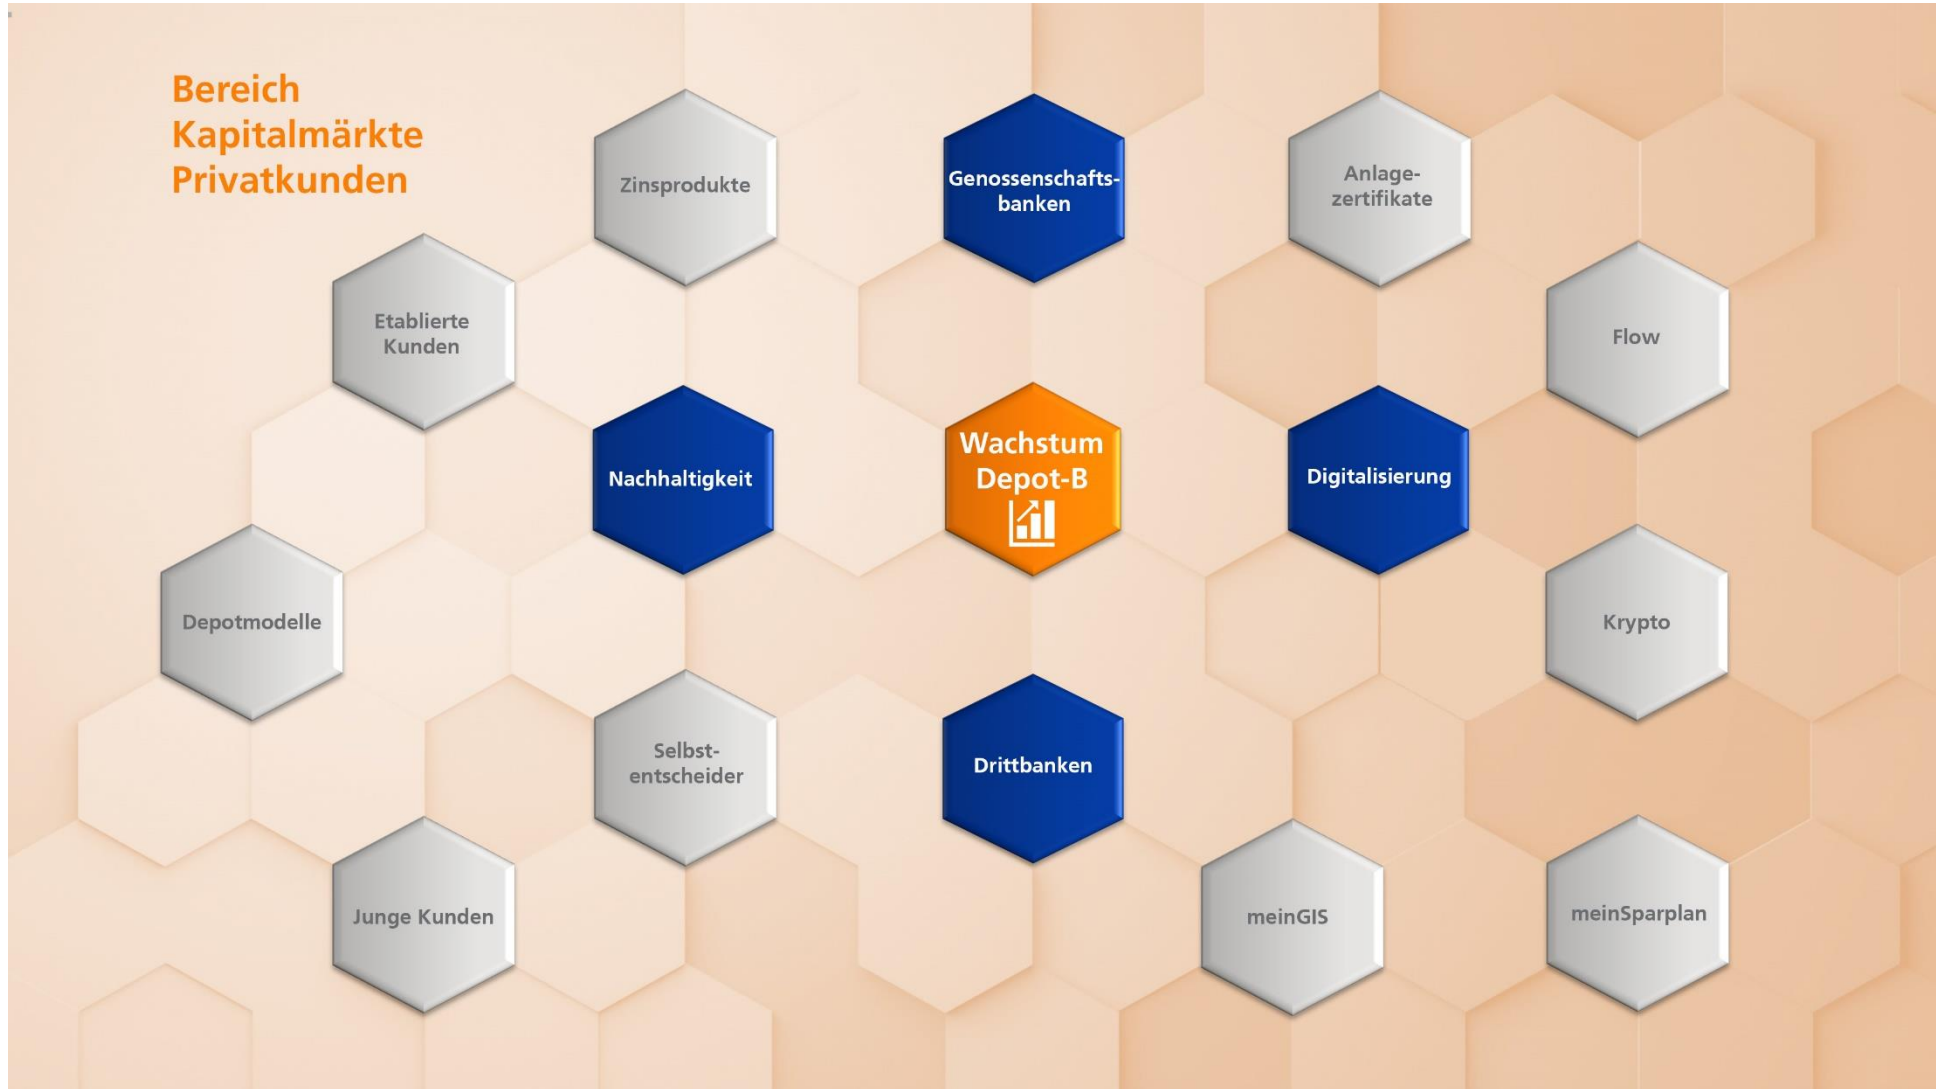 Bereich
Kapitalmärkte
Privatkunden
Zinsprodukte
Genossenschafts-
banken
Anlage-
zertifikate
Etablierte
Kunden
Flow
Nachhaltigkeit
Wachstum
Depot-B
Digitalisierung
Depotmodelle
Krypto
Selbst-
entscheider
Drittbanken
Junge Kunden
meinGIS
meinSparplan